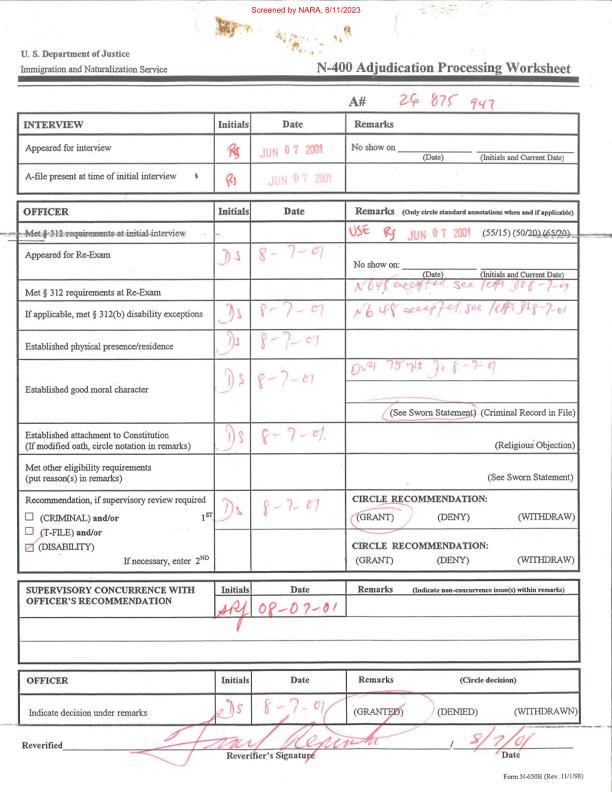 Screened by NARA, 8/11/2023
U. S. Department of Justice
Immigration and Naturalization Service
N-400 Adjudication Processing Worksheet
A# 26 875 947
INTERVIEW Initials Date Remarks
Appeared for interview RJ JUN 07 2001 No show on
(Date) (Initials and Current Date)
A-file present at time of initial interview RJ JUN 07 2001
OFFICER Initials Date Remarks (Only circle standard annotations when and if applicable)
Met § 312 requirements at initial interview USE RJ JUN 07 2001 (55/15) (50/20) (65/20)
Appeared for Re-Exam DS 8-7-01 No show on:
(Date) (Initials and Current Date)
Met § 312 requirements at Re-Exam N648 accepted. see DS 8-7-01
If applicable, met § 312(b) disability exceptions DS 8-7-01 N648 accepted. see DS 8-7-01
Established physical presence/residence DS 8-7-01
Established good moral character DS 8-7-01 Over 75 yrs DS 8-7-01
(See Sworn Statement) (Criminal Record in File)
Established attachment to Constitution DS 8-7-01
(If modified oath, circle notation in remarks) (Religious Objection)
Met other eligibility requirements
(put reason(s) in remarks) (See Sworn Statement)
Recommendation, if supervisory review required DS 8-7-01 CIRCLE RECOMMENDATION:
(CRIMINAL) and/or 1ST (GRANT) (DENY) (WITHDRAW)
(T-FILE) and/or
(DISABILITY) CIRCLE RECOMMENDATION:
If necessary, enter 2ND (GRANT) (DENY) (WITHDRAW)
SUPERVISORY CONCURRENCE WITH OFFICER'S RECOMMENDATION Initials Date Remarks (Indicate non-concurrence issue(s) within remarks)
08-07-01
OFFICER Initials Date Remarks (Circle decision)
Indicate decision under remarks DS 8-7-01 (GRANTED) (DENIED) (WITHDRAWN)
Reverified / 8/7/01
Reverifier's Signature Date
Form N-650B (Rev. 11/1/98)